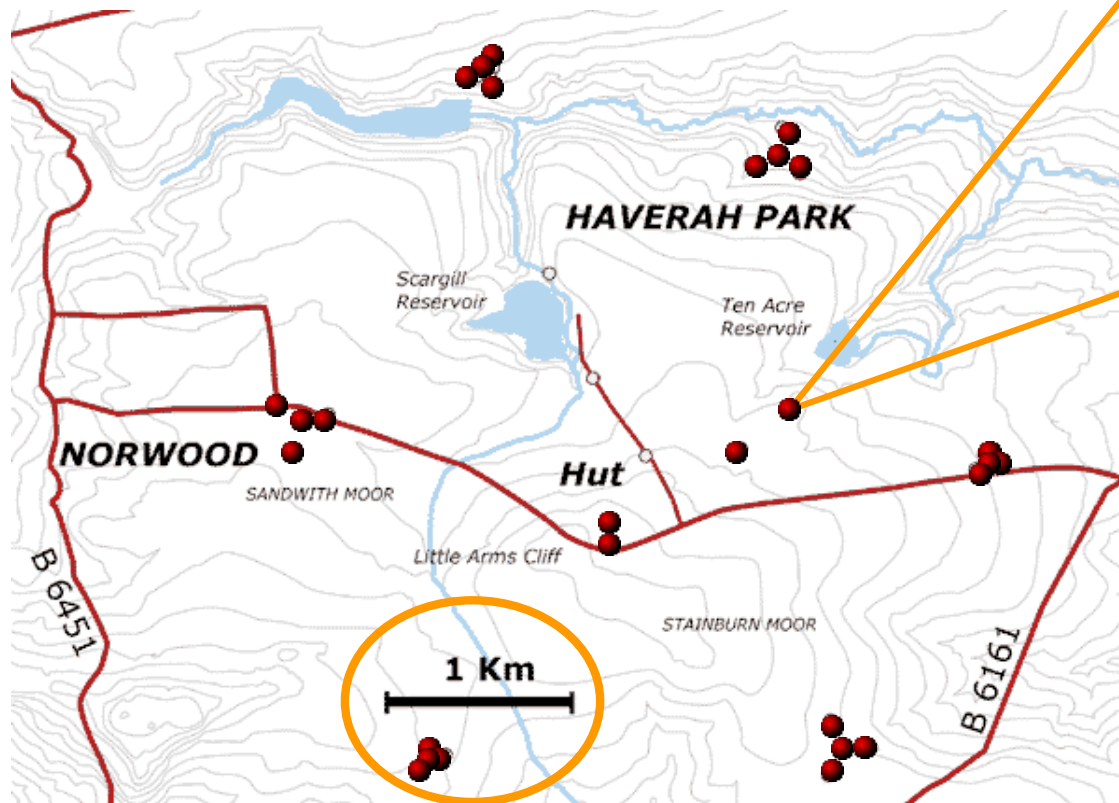 HAVERAH PARK
Scargill
Reservoir
Ten Acre
Reservoir
NORWOOD
SANDWITH MOOR
Hut
Little Arms Cliff
STAINBURN MOOR
B 6451
B 6161
1 Km